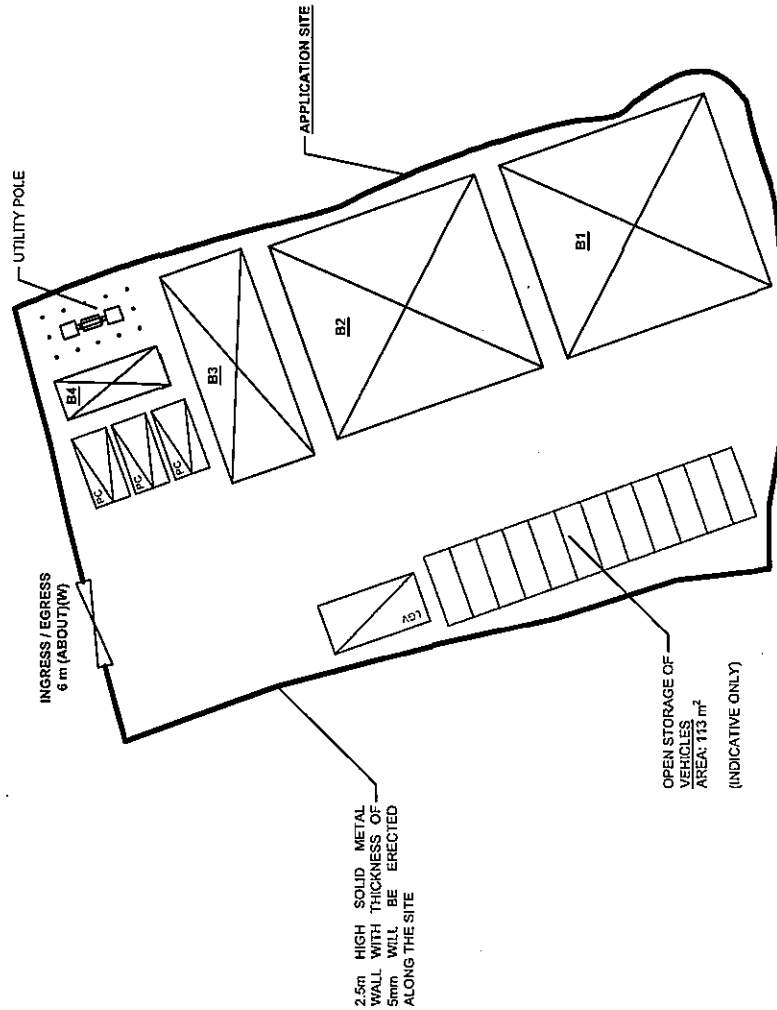 UTILITY POLE
APPLICATION SITE
INGRESS / EGRESS
6 m (ABOUT)(W)
B4
PC
PC
PC
B3
B2
B1
LGV
2.5m HIGH SOLID METAL
WALL WITH THICKNESS OF
5mm WILL BE ERECTED
ALONG THE SITE
OPEN STORAGE OF
VEHICLES
AREA: 113 m²
(INDICATIVE ONLY)